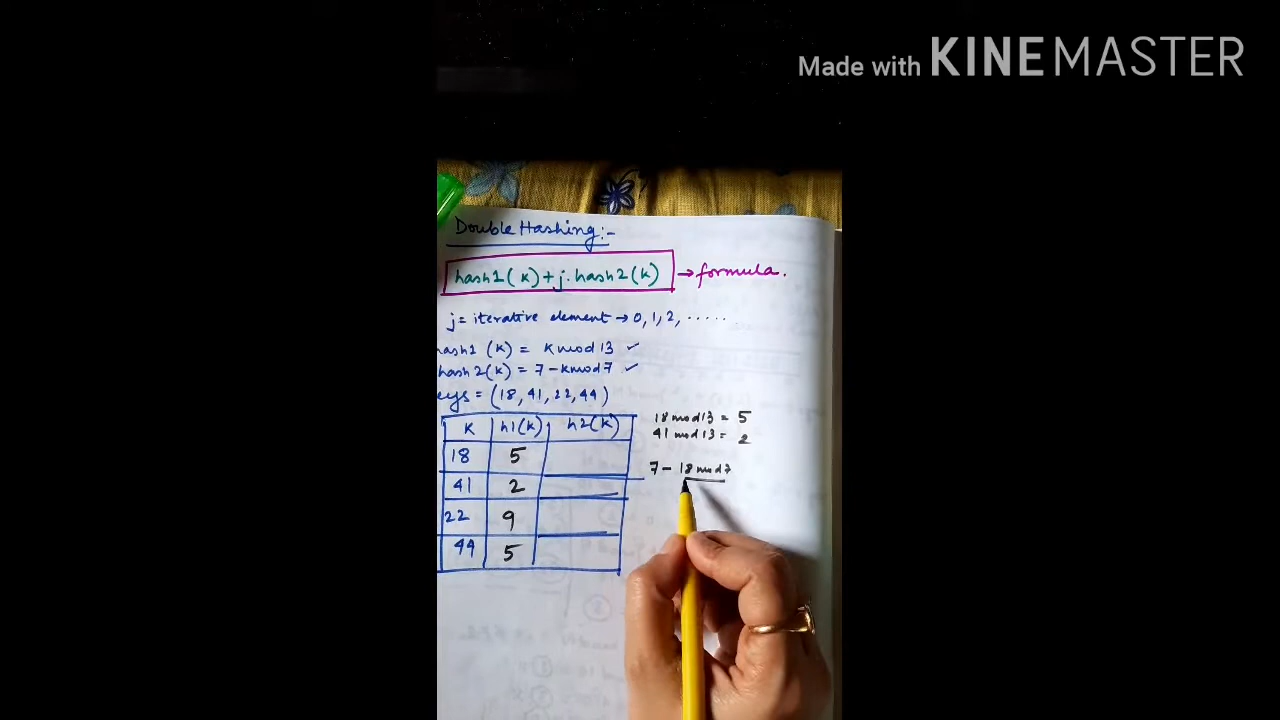 Made with KINEMASTER
Double Hashing:-
hash1(k)+j.hash2(k) → formula.
j= iterative element → 0, 1, 2, .....
hash1 (k) = k mod 13 ✓
hash2(k) = 7 - k mod 7 ✓
eys = (18, 41, 22, 44)
K h1(k) h2(k)
18 5
41 2
22 9
44 5
18 mod 13 = 5
41 mod 13 = 2
7 - 18 mod 7